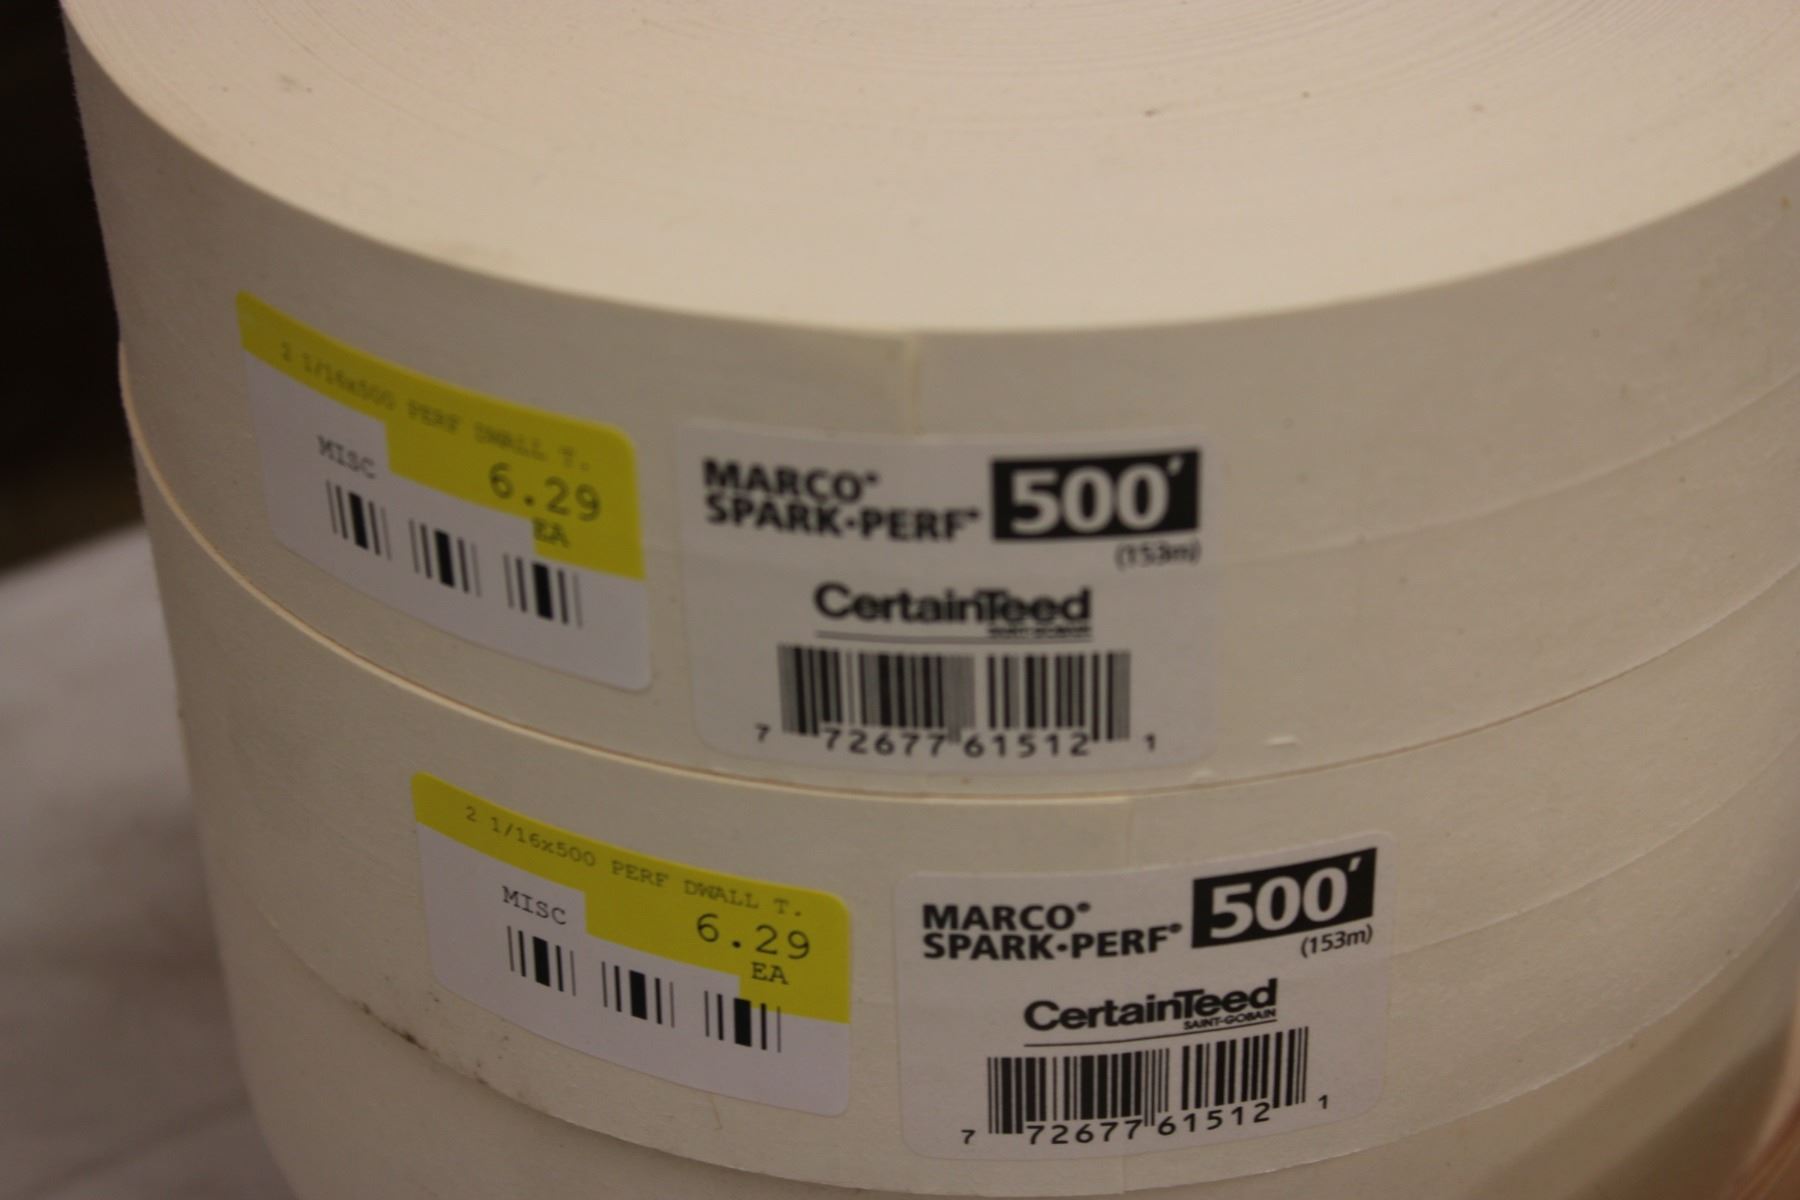 2 1/16x500 PERF DWALL T.
MISC
6.29
EA
MARCO®
SPARK-PERF®
500′
(153m)
CertainTeed
SAINT-GOBAIN
7 72677 61512 1
2 1/16x500 PERF DWALL T.
MISC
6.29
EA
MARCO®
SPARK-PERF®
500′
(153m)
CertainTeed
SAINT-GOBAIN
7 72677 61512 1